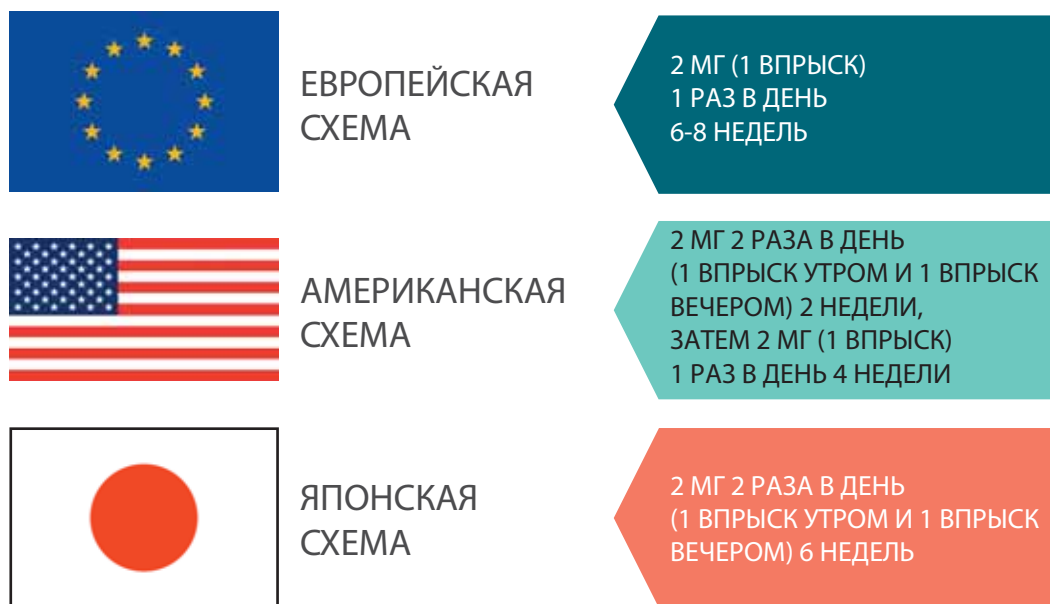 ЕВРОПЕЙСКАЯ
СХЕМА
2 МГ (1 ВПРЫСК)
1 РАЗ В ДЕНЬ
6-8 НЕДЕЛЬ
АМЕРИКАНСКАЯ
СХЕМА
2 МГ 2 РАЗА В ДЕНЬ
(1 ВПРЫСК УТРОМ И 1 ВПРЫСК
ВЕЧЕРОМ) 2 НЕДЕЛИ,
ЗАТЕМ 2 МГ (1 ВПРЫСК)
1 РАЗ В ДЕНЬ 4 НЕДЕЛИ
ЯПОНСКАЯ
СХЕМА
2 МГ 2 РАЗА В ДЕНЬ
(1 ВПРЫСК УТРОМ И 1 ВПРЫСК
ВЕЧЕРОМ) 6 НЕДЕЛЬ